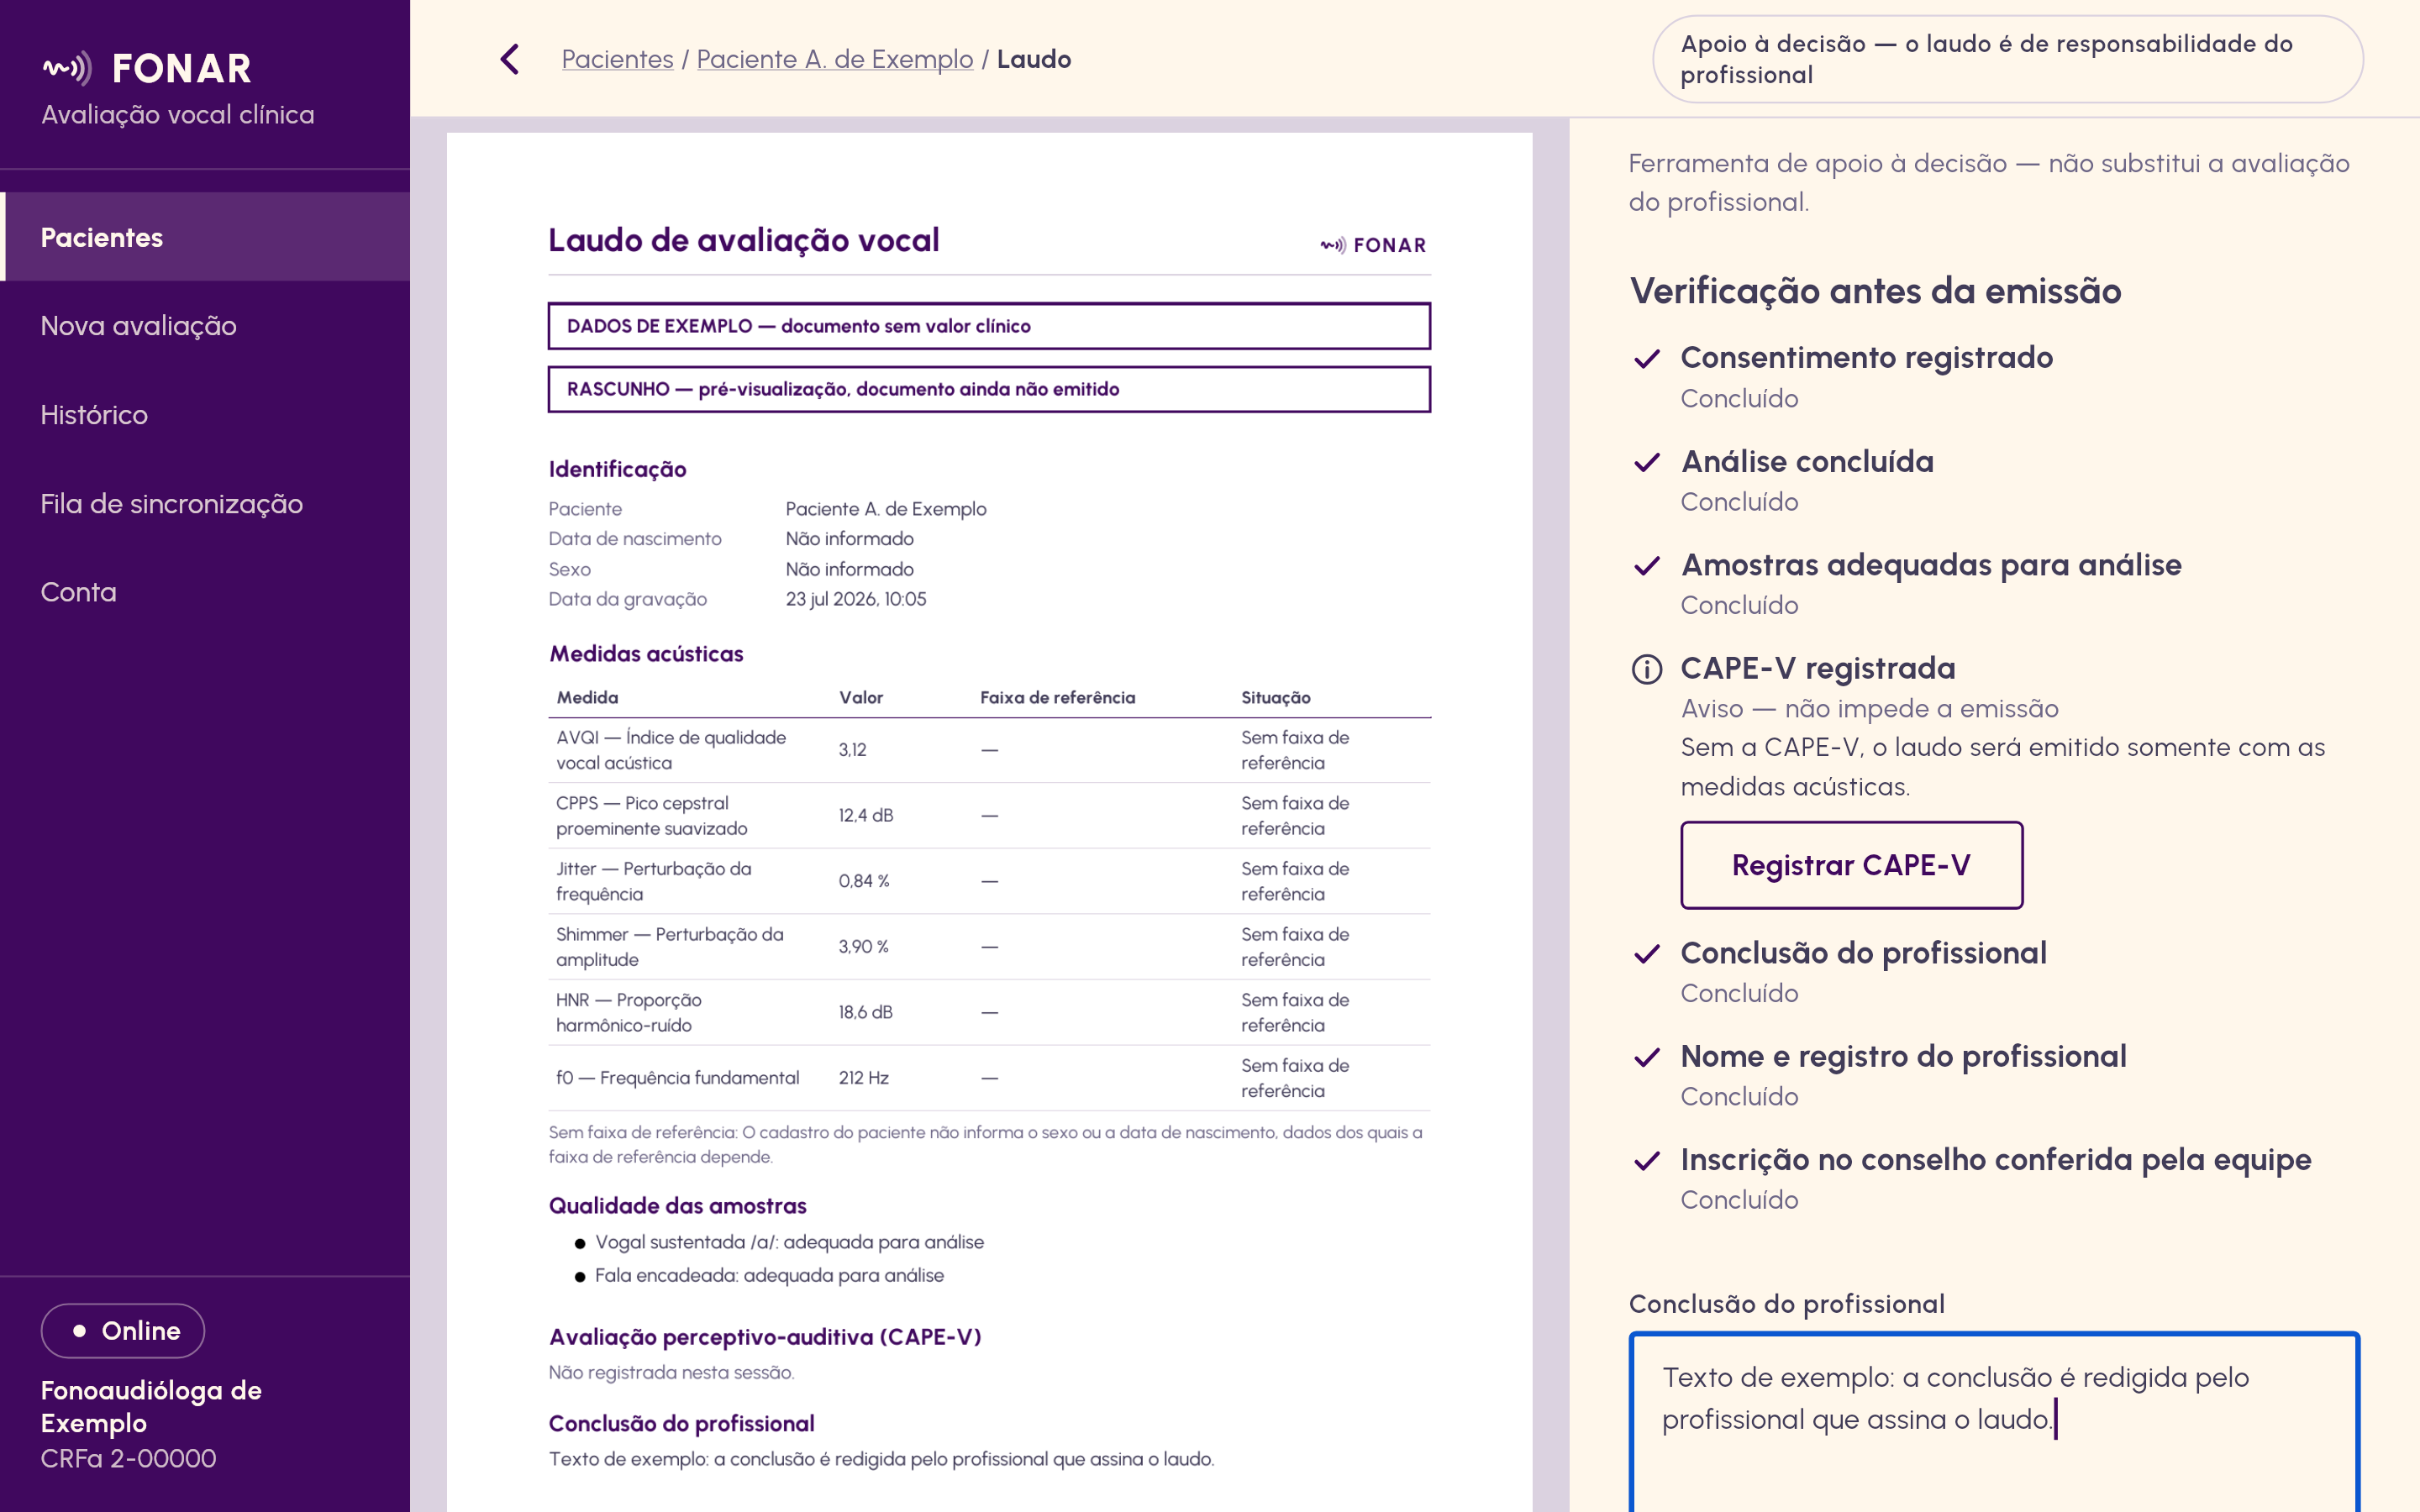 FONAR
Avaliação vocal clínica
Pacientes
Nova avaliação
Histórico
Fila de sincronização
Conta
Online
Fonoaudióloga de
Exemplo
CRFa 2-00000
Pacientes / Paciente A. de Exemplo / Laudo
Apoio à decisão — o laudo é de responsabilidade do
profissional
Laudo de avaliação vocal
FONAR
DADOS DE EXEMPLO — documento sem valor clínico
RASCUNHO — pré-visualização, documento ainda não emitido
Identificação
Paciente Paciente A. de Exemplo
Data de nascimento Não informado
Sexo Não informado
Data da gravação 23 jul 2026, 10:05
Medidas acústicas
Medida Valor Faixa de referência Situação
AVQI — Índice de qualidade
vocal acústica
3,12
—
Sem faixa de
referência
CPPS — Pico cepstral
proeminente suavizado
12,4 dB
—
Sem faixa de
referência
Jitter — Perturbação da
frequência
0,84 %
—
Sem faixa de
referência
Shimmer — Perturbação da
amplitude
3,90 %
—
Sem faixa de
referência
HNR — Proporção
harmônico-ruído
18,6 dB
—
Sem faixa de
referência
f0 — Frequência fundamental
212 Hz
—
Sem faixa de
referência
Sem faixa de referência: O cadastro do paciente não informa o sexo ou a data de nascimento, dados dos quais a
faixa de referência depende.
Qualidade das amostras
● Vogal sustentada /a/: adequada para análise
● Fala encadeada: adequada para análise
Avaliação perceptivo-auditiva (CAPE-V)
Não registrada nesta sessão.
Conclusão do profissional
Texto de exemplo: a conclusão é redigida pelo profissional que assina o laudo.
Ferramenta de apoio à decisão — não substitui a avaliação
do profissional.
Verificação antes da emissão
Consentimento registrado
Concluído
Análise concluída
Concluído
Amostras adequadas para análise
Concluído
CAPE-V registrada
Aviso — não impede a emissão
Sem a CAPE-V, o laudo será emitido somente com as
medidas acústicas.
Registrar CAPE-V
Conclusão do profissional
Concluído
Nome e registro do profissional
Concluído
Inscrição no conselho conferida pela equipe
Concluído
Conclusão do profissional
Texto de exemplo: a conclusão é redigida pelo
profissional que assina o laudo.